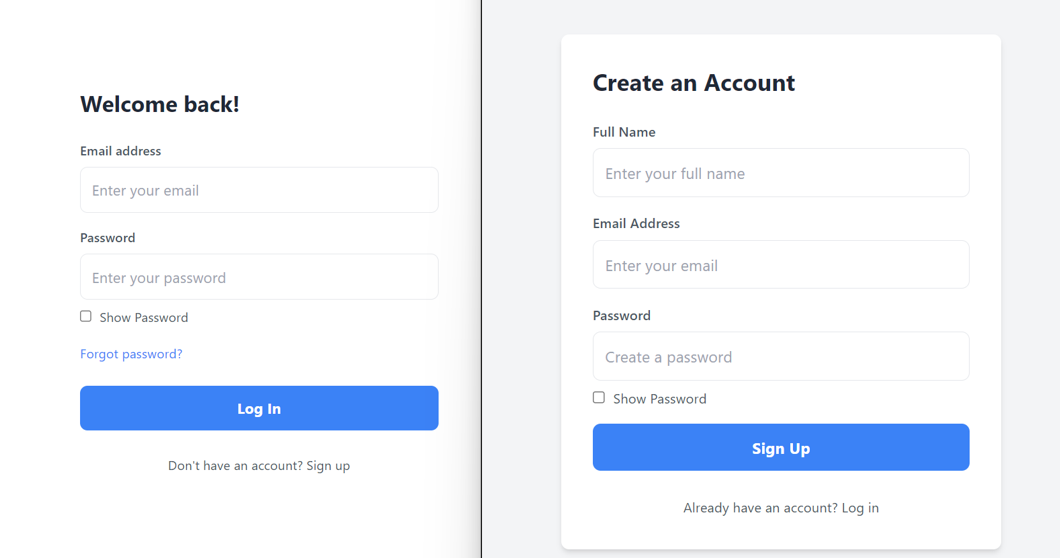 Welcome back!
Email address
Enter your email
Password
Enter your password
Show Password
Forgot password?
Log In
Don't have an account? Sign up
Create an Account
Full Name
Enter your full name
Email Address
Enter your email
Password
Create a password
Show Password
Sign Up
Already have an account? Log in